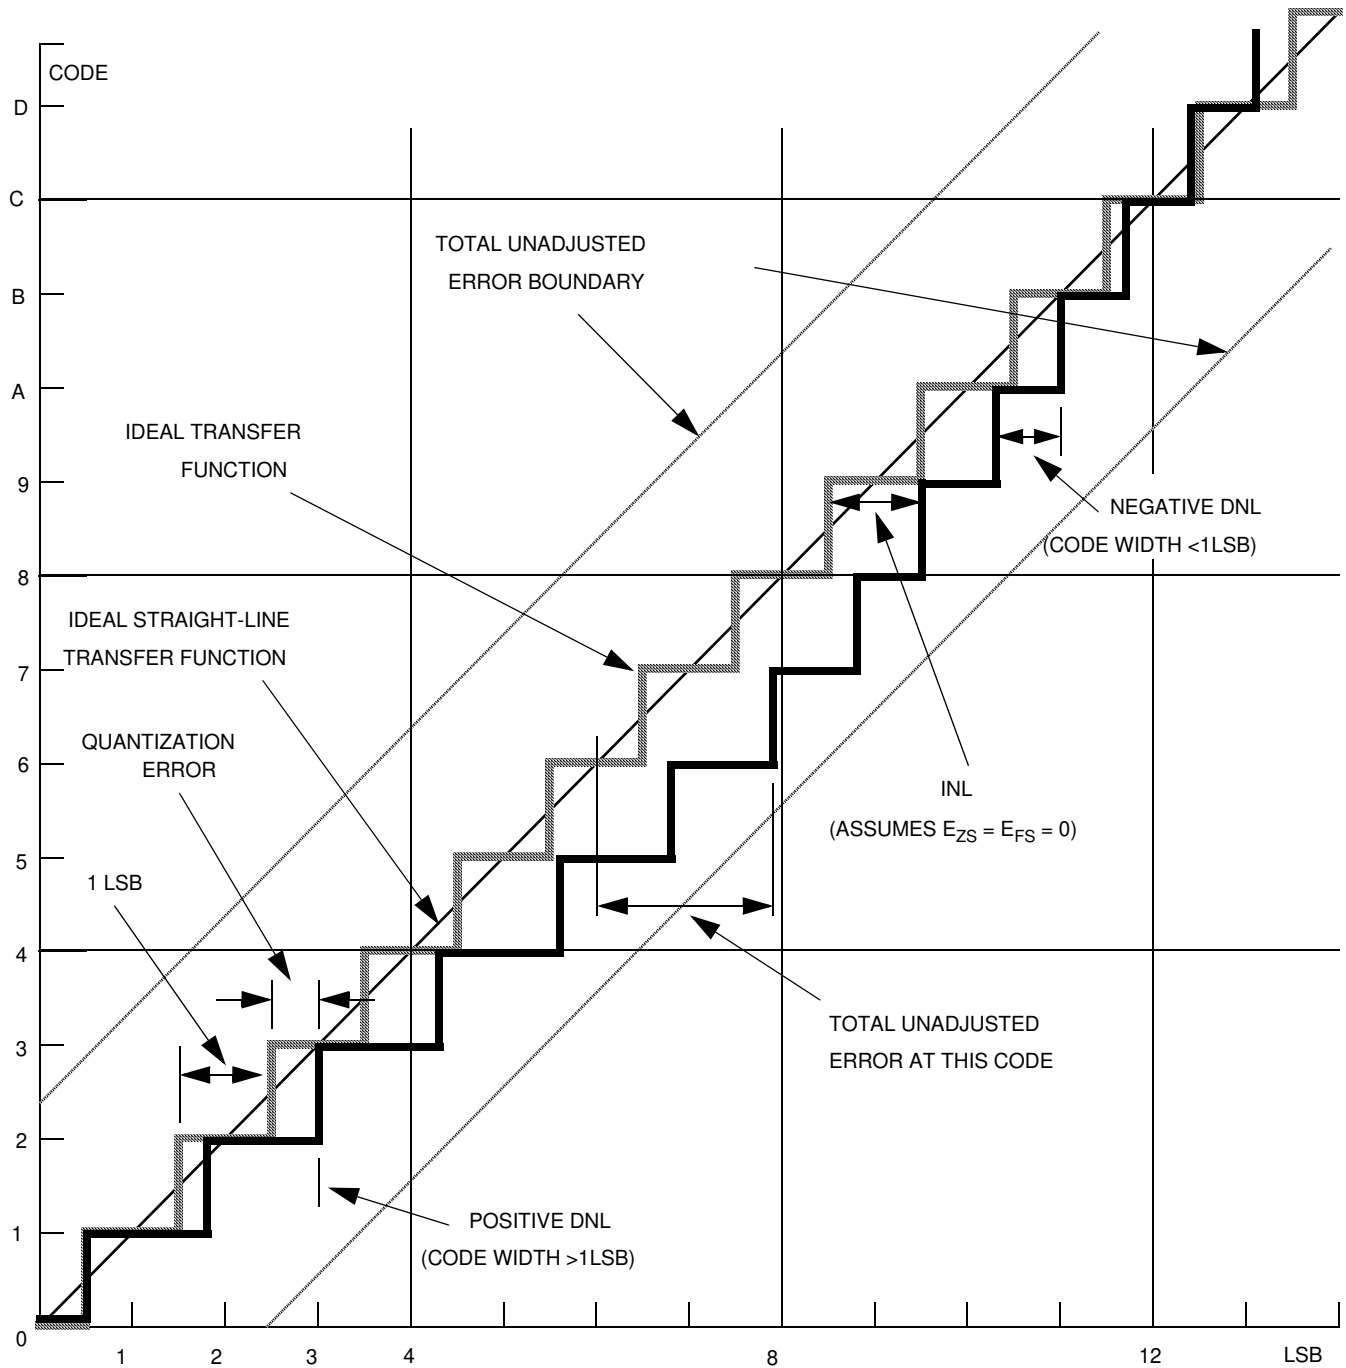 CODE
D
C
TOTAL UNADJUSTED
ERROR BOUNDARY
B
A
IDEAL TRANSFER
FUNCTION
9
NEGATIVE DNL
(CODE WIDTH <1LSB)
8
IDEAL STRAIGHT-LINE
TRANSFER FUNCTION
7
QUANTIZATION
ERROR
6
INL
(ASSUMES EZS = EFS = 0)
5
1 LSB
4
TOTAL UNADJUSTED
ERROR AT THIS CODE
3
2
POSITIVE DNL
(CODE WIDTH >1LSB)
1
0
1 2 3 4 8 12 LSB